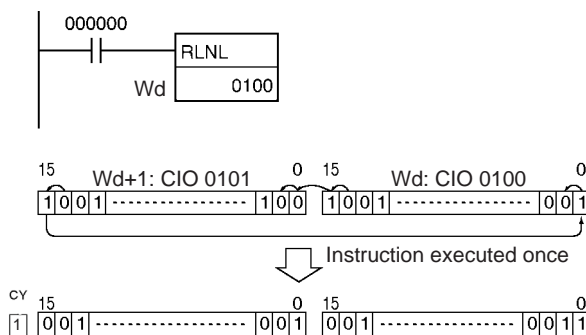 000000
RLNL
Wd 0100
15 Wd+1: CIO 0101 0 15 Wd: CIO 0100 0
1 0 0 1 1 0 0 1 0 0 1 0 0 1
Instruction executed once
CY 15 0 15 0
1 0 0 1 0 0 1 0 0 1 0 0 1 1